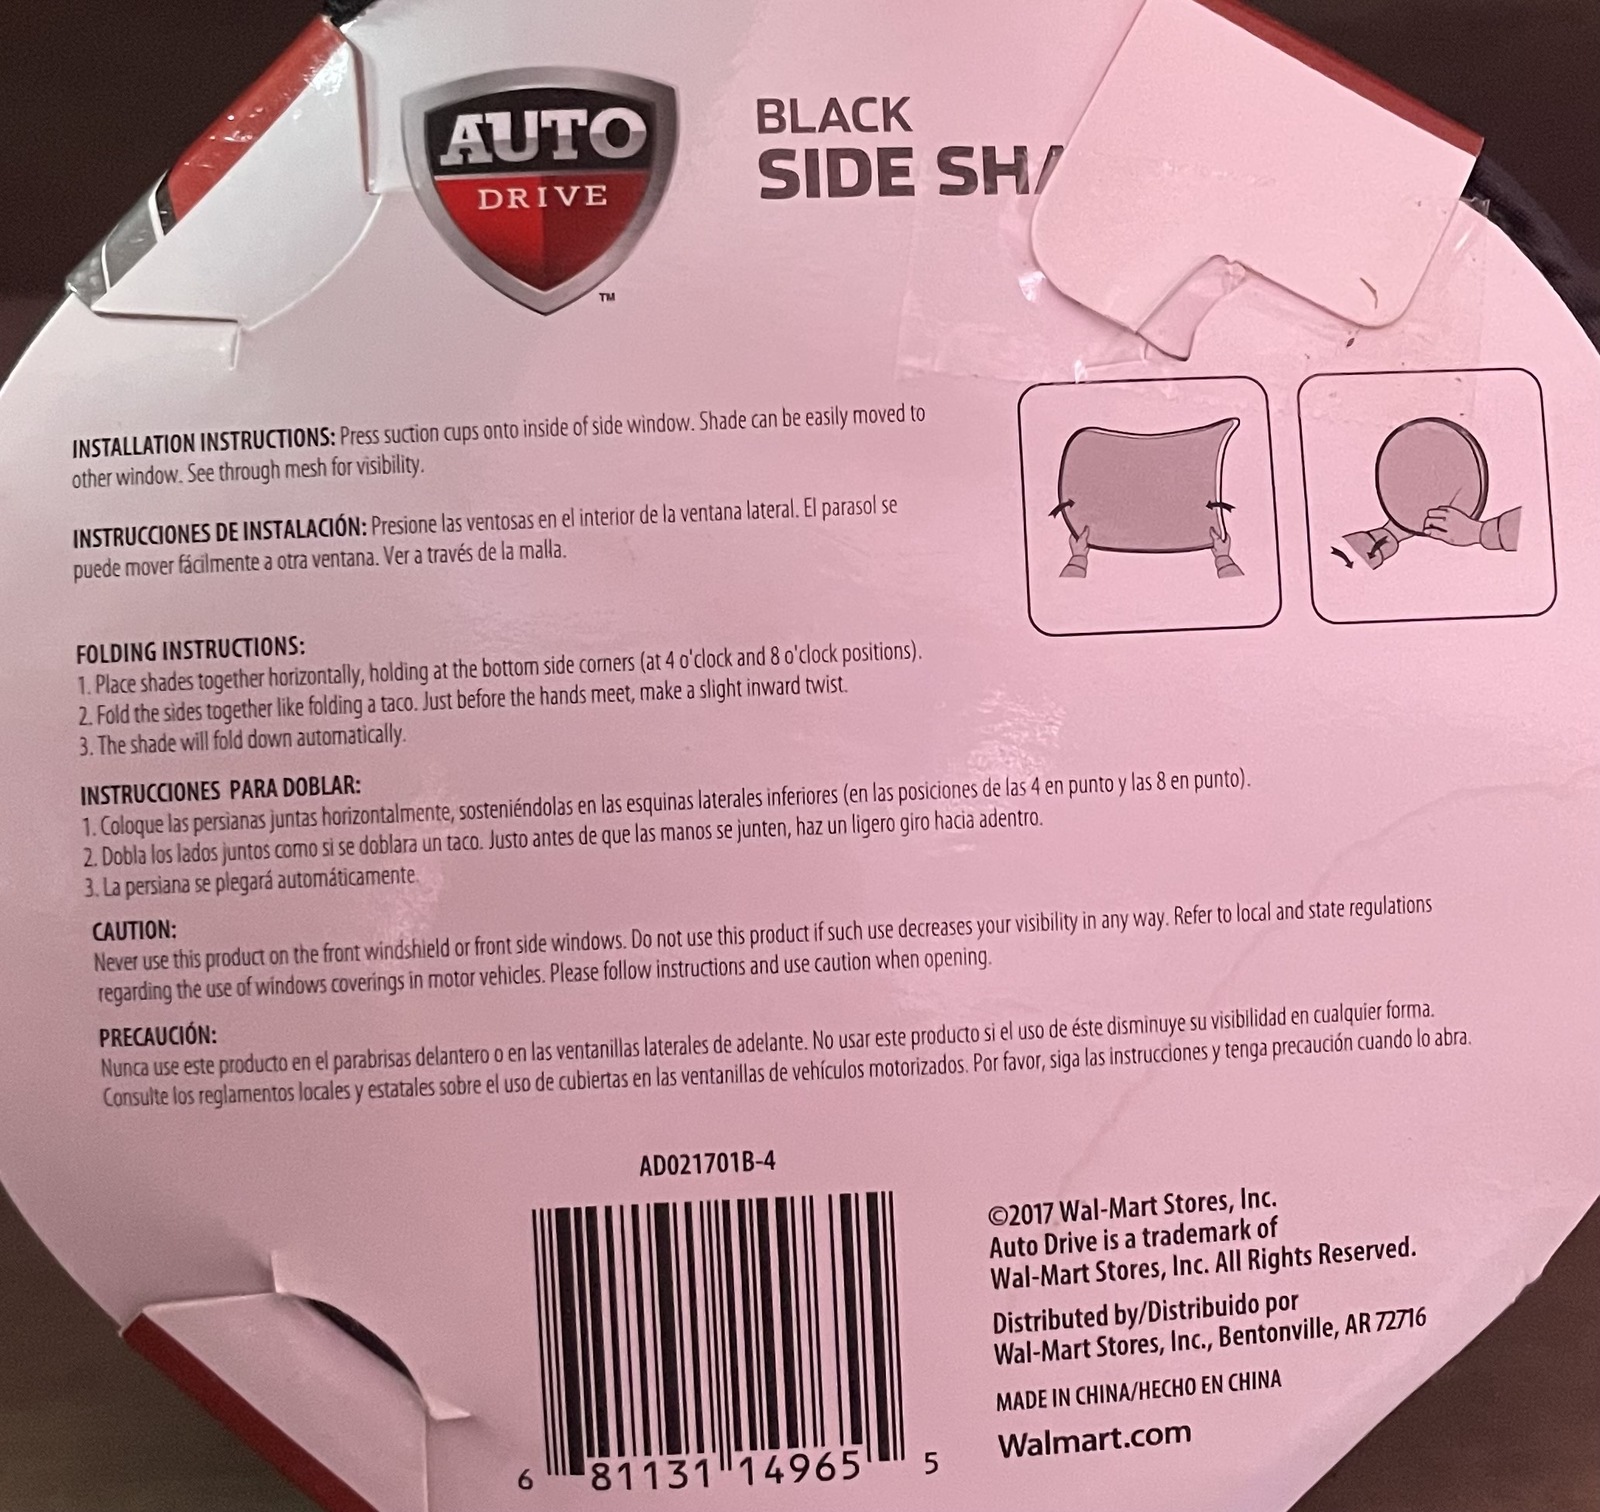 AUTO
DRIVE
TM
BLACK
SIDE
INSTALLATION INSTRUCTIONS: Press suction cups onto inside of side window. Shade can be easily moved to
other window. See through mesh for visibility.
INSTRUCCIONES DE INSTALACIÓN: Presione las ventosas en el interior de la ventana lateral. El parasol se
puede mover fácilmente a otra ventana. Ver a través de la malla.
FOLDING INSTRUCTIONS:
1. Place shades together horizontally, holding at the bottom side corners (at 4 o'clock and 8 o'clock positions).
2. Fold the sides together like folding a taco. Just before the hands meet, make a slight inward twist.
3. The shade will fold down automatically.
INSTRUCCIONES PARA DOBLAR:
1. Coloque las persianas juntas horizontalmente, sosteniéndolas en las esquinas laterales inferiores (en las posiciones de las 4 en punto y las 8 en punto).
2. Dobla los lados juntos como si se doblara un taco. Justo antes de que las manos se junten, haz un ligero giro hacia adentro.
3. La persiana se plegará automáticamente.
CAUTION:
Never use this product on the front windshield or front side windows. Do not use this product if such use decreases your visibility in any way. Refer to local and state regulations
regarding the use of windows coverings in motor vehicles. Please follow instructions and use caution when opening.
PRECAUCIÓN:
Nunca use este producto en el parabrisas delantero o en las ventanillas laterales de adelante. No usar este producto si el uso de éste disminuye su visibilidad en cualquier forma.
Consulte los reglamentos locales y estatales sobre el uso de cubiertas en las ventanillas de vehículos motorizados. Por favor, siga las instrucciones y tenga precaución cuando lo abra.
AD021701B-4
6 81131 14965 5
©2017 Wal-Mart Stores, Inc.
Auto Drive is a trademark of
Wal-Mart Stores, Inc. All Rights Reserved.
Distributed by/Distribuido por
Wal-Mart Stores, Inc., Bentonville, AR 72716
MADE IN CHINA/HECHO EN CHINA
Walmart.com